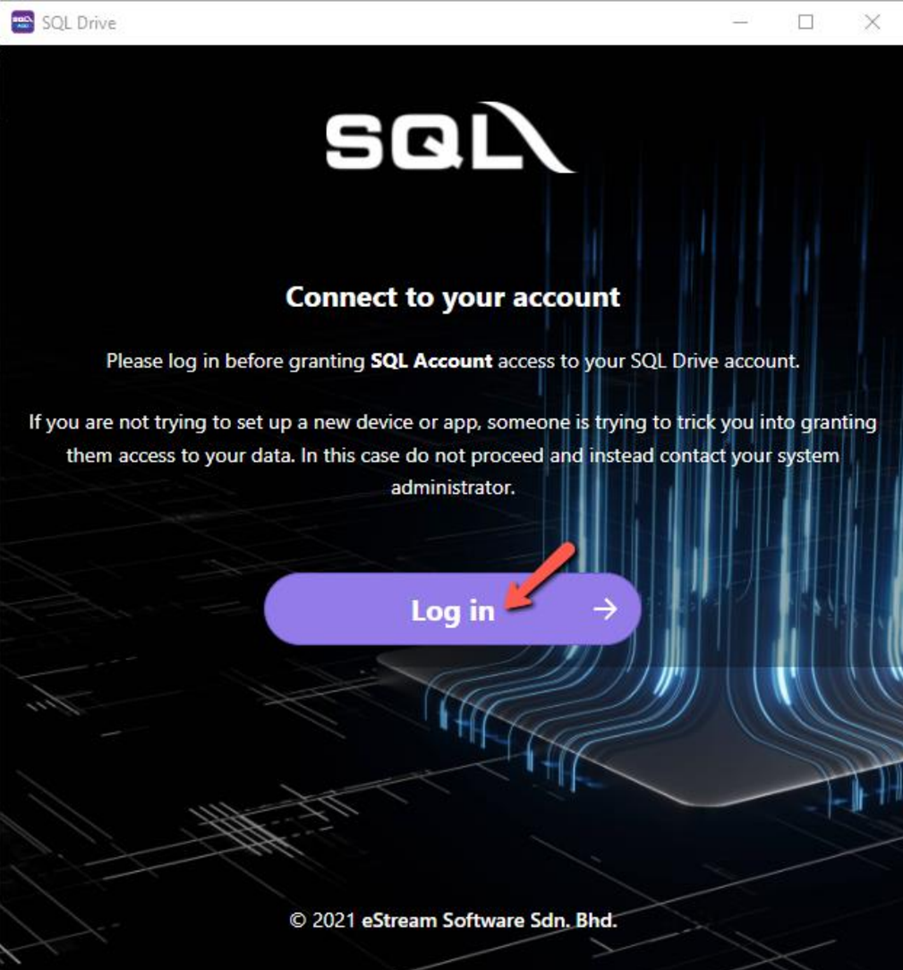 SQL Drive
SQL
Connect to your account
Please log in before granting SQL Account access to your SQL Drive account.
If you are not trying to set up a new device or app, someone is trying to trick you into granting
them access to your data. In this case do not proceed and instead contact your system
administrator.
Log in
© 2021 eStream Software Sdn. Bhd.